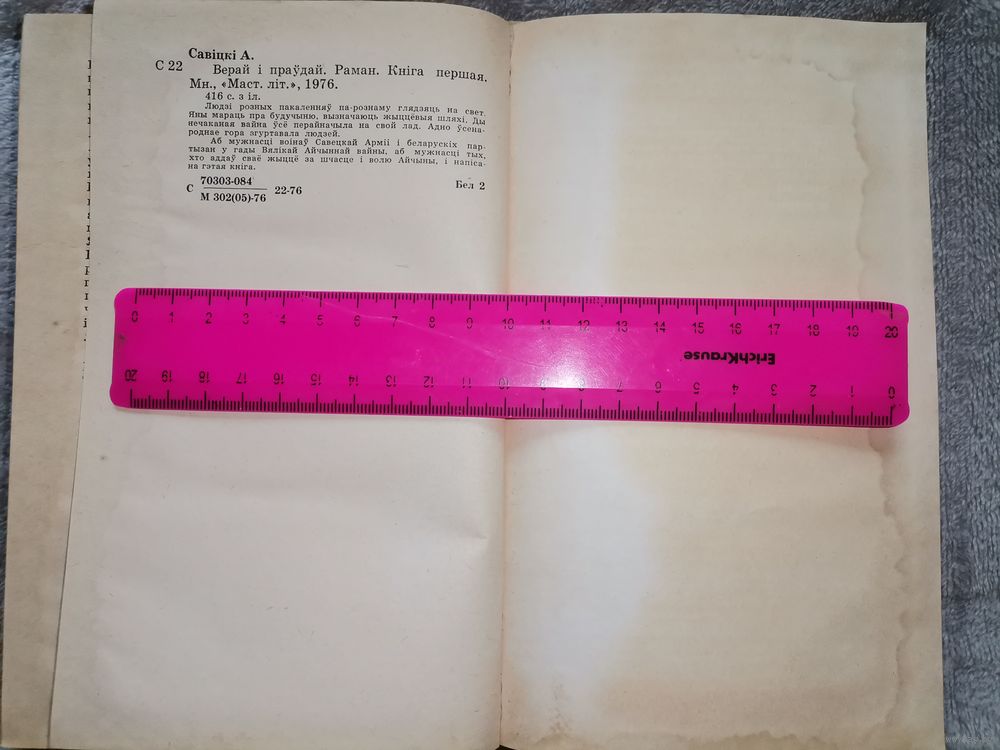 Савіцкі А.
С 22 Верай і праўдай. Раман. Кніга першая.
Мн., «Маст. літ.», 1976.
416 с. з іл.
Людзі розных пакаленняў па-рознаму глядзяць на свет.
Яны мараць пра будучыню, вызначаюць жыццёвыя шляхі. Ды
нечаканая вайна ўсё перайначыла на свой лад. Адно ўсена-
роднае гора згуртавала людзей.
Аб мужнасці воінаў Савецкай Арміі і беларускіх пар-
тызан у гады Вялікай Айчыннай вайны, аб мужнасці тых,
хто аддаў сваё жыццё за шчасце і волю Айчыны, і напіса-
на гэтая кніга.
С 70303-084 22-76 Бел 2
М 302(05)-76
0 1 2 3 4 5 6 7 8 9 10 11 12 13 14 15 16 17 18 19 20
ErichKrause
20 19 18 17 16 15 14 13 12 11 10 9 8 7 6 5 4 3 2 1 0